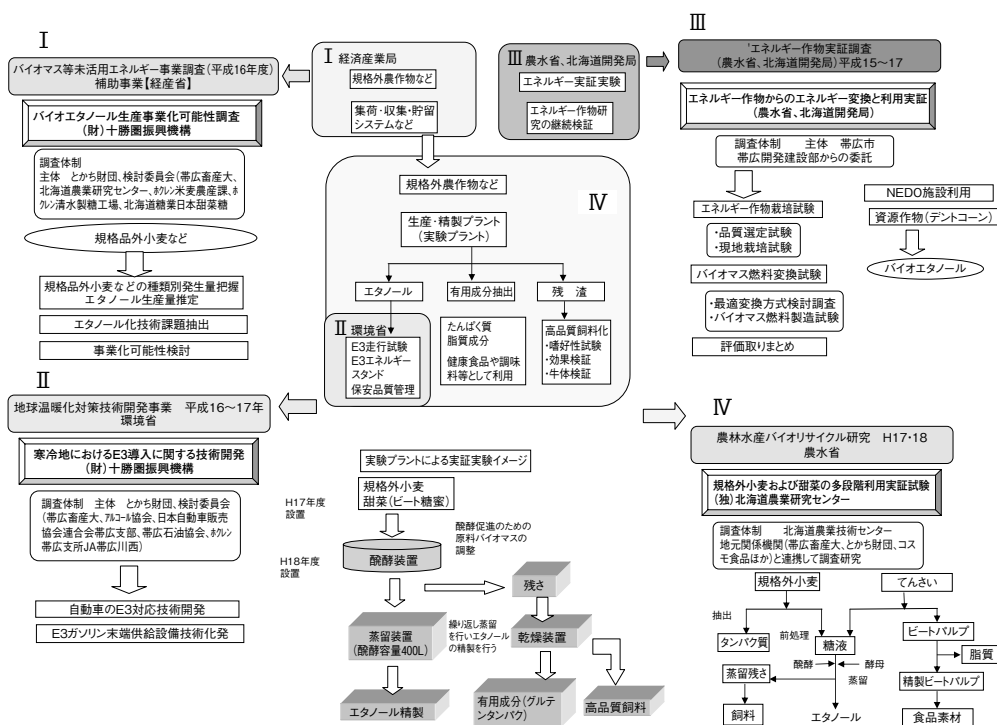 Ⅰ
バイオマス等未活用エネルギー事業調査(平成16年度)
補助事業【経産省】
バイオエタノール生産事業化可能性調査
(財)十勝圏振興機構
調査体制
主体　とかち財団、検討委員会(帯広畜産大、
北海道農業研究センター、ホクレン米麦農産課、ホ
クレン清水製糖工場、北海道糖業日本甜菜糖
規格品外小麦など
規格品外小麦などの種類別発生量把握
エタノール生産量推定
エタノール化技術課題抽出
事業化可能性検討
Ⅰ 経済産業局
規格外農作物など
集荷・収集・貯留
システムなど
Ⅲ 農水省、北海道開発局
エネルギー実証実験
エネルギー作物研
究の継続検証
Ⅲ
'エネルギー作物実証調査
(農水省、北海道開発局)平成15〜17
エネルギー作物からのエネルギー変換と利用実証
(農水省、北海道開発局)
調査体制　主体　帯広市
帯広開発建設部からの委託
エネルギー作物栽培試験
・品質選定試験
・現地栽培試験
バイオマス燃料変換試験
・最適変換方式検討調査
・バイオマス燃料製造試験
評価取りまとめ
NEDO施設利用
資源作物(デントコーン)
バイオエタノール
規格外農作物など
Ⅳ
生産・精製プラント
(実験プラント)
エタノール
有用成分抽出
残　渣
Ⅱ 環境省
E3走行試験
E3エネルギー
スタンド
保安品質管理
たんぱく質
脂質成分
健康食品や調味
料等として利用
高品質飼料化
・嗜好性試験
・効果検証
・牛体検証
Ⅱ
地球温暖化対策技術開発事業　平成16〜17年
環境省
寒冷地におけるE3導入に関する技術開発
(財)十勝圏振興機構
調査体制　主体　とかち財団、検討委員会
(帯広畜産大、アルコール協会、日本自動車販売
協会連合会帯広支部、帯広石油協会、ホクレン
帯広支所JA帯広川西)
自動車のE3対応技術開発
E3ガソリン末端供給設備技術化発
実験プラントによる実証実験イメージ
規格外小麦
甜菜(ビート糖蜜)
H17年度
設置
醗酵促進のための
原料バイオマスの
調整
H18年度
設置
醗酵装置
残さ
蒸留装置
(醗酵容量400L)
繰り返し蒸留
を行いエタノール
の精製を行う
乾燥装置
エタノール精製
有用成分(グルテ
ンタンパク)
高品質飼料
Ⅳ
農林水産バイオリサイクル研究　H17・18
農水省
規格外小麦および甜菜の多段階利用実証試験
(独)北海道農業研究センター
調査体制　北海道農業技術センター
地元関係機関(帯広畜産大、とかち財団、コス
モ食品ほか)と連携して調査研究
規格外小麦
てんさい
抽出
タンパク質
前処理
糖液
ビートパルプ
脂質
醗酵
酵母
蒸留
蒸留残さ
精製ビートパルプ
飼料
エタノール
食品素材